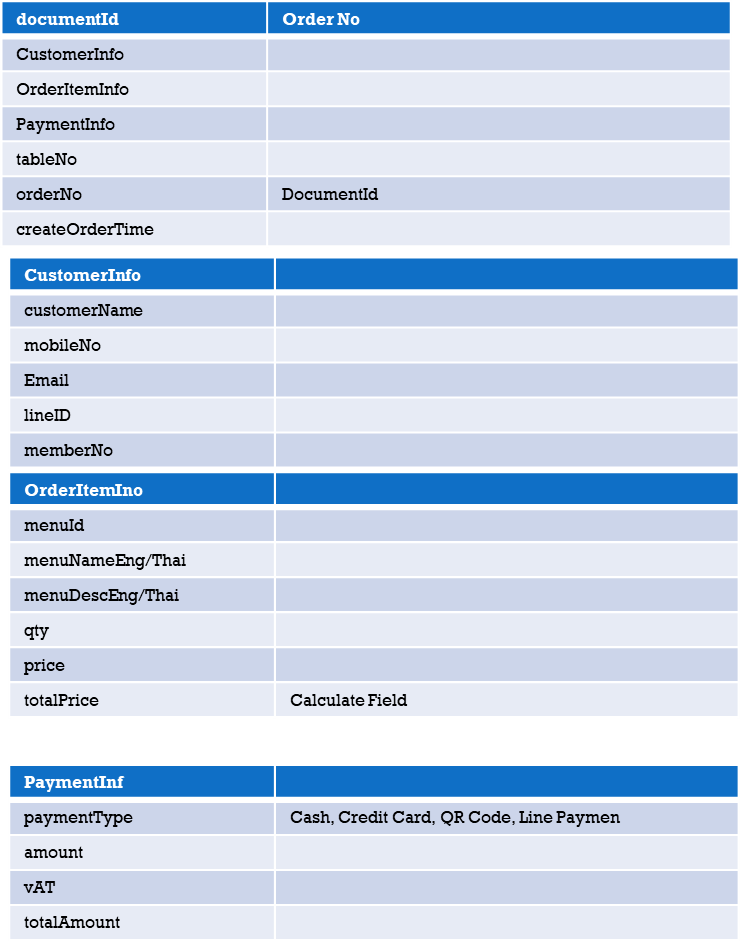 documentId Order No
CustomerInfo
OrderItemInfo
PaymentInfo
tableNo
orderNo DocumentId
createOrderTime
CustomerInfo
customerName
mobileNo
Email
lineID
memberNo
OrderItemIno
menuId
menuNameEng/Thai
menuDescEng/Thai
qty
price
totalPrice Calculate Field
PaymentInf
paymentType Cash, Credit Card, QR Code, Line Paymen
amount
vAT
totalAmount